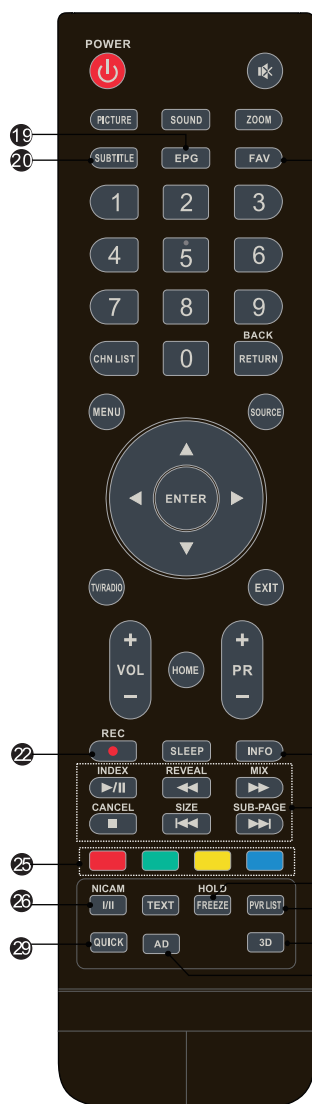 POWER
PICTURE SOUND ZOOM
19
20 SUBTITLE EPG FAV
1 2 3
4 5 6
7 8 9
BACK
CHN LIST 0 RETURN
MENU SOURCE
ENTER
TV/RADIO EXIT
+ +
VOL HOME PR
− −
REC
22 SLEEP INFO
INDEX REVEAL MIX
CANCEL SIZE SUB-PAGE
25
NICAM HOLD
26 I/II TEXT FREEZE PVR LIST
29 QUICK AD 3D